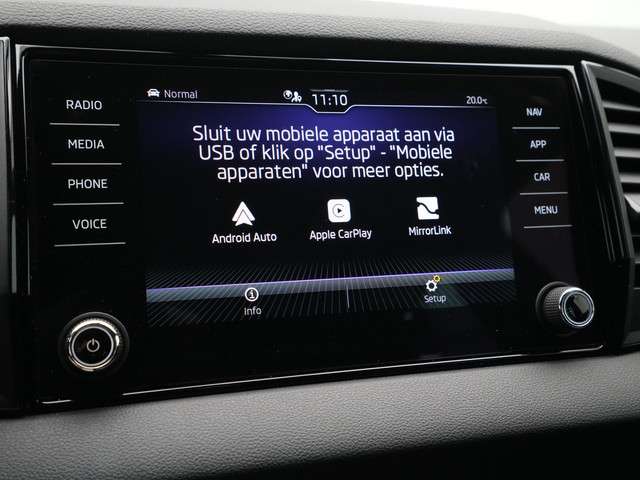 RADIO
MEDIA
PHONE
VOICE
Normal 11:10 20.0°C
Sluit uw mobiele apparaat aan via
USB of klik op "Setup" - "Mobiele
apparaten" voor meer opties.
Android Auto Apple CarPlay MirrorLink
Info Setup
NAV
APP
CAR
MENU